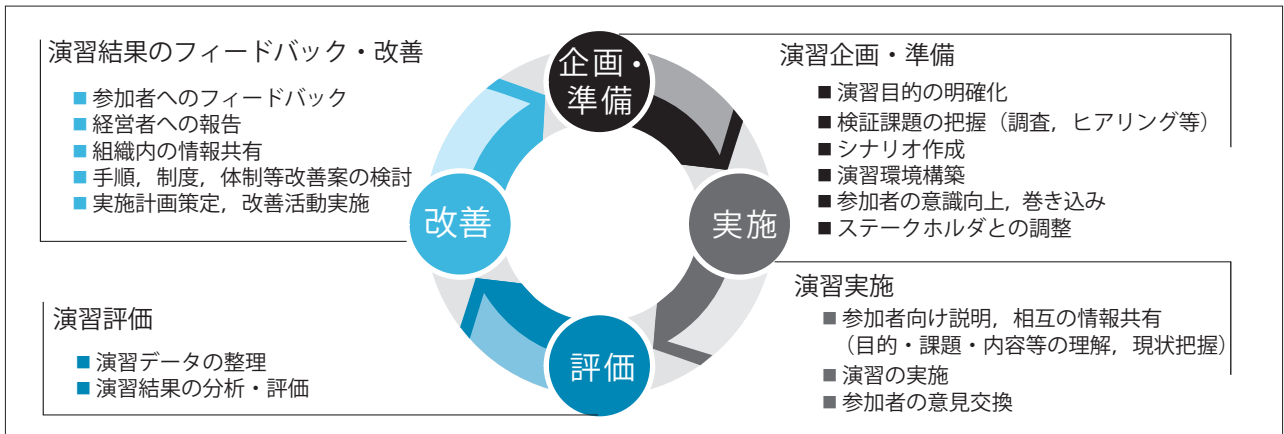 演習結果のフィードバック・改善
■ 参加者へのフィードバック
■ 経営者への報告
■ 組織内の情報共有
■ 手順，制度，体制等改善案の検討
■ 実施計画策定，改善活動実施
企画・
準備
演習企画・準備
■ 演習目的の明確化
■ 検証課題の把握（調査，ヒアリング等）
■ シナリオ作成
■ 演習環境構築
■ 参加者の意識向上，巻き込み
■ ステークホルダとの調整
改善
実施
演習評価
■ 演習データの整理
■ 演習結果の分析・評価
評価
演習実施
■ 参加者向け説明，相互の情報共有
（目的・課題・内容等の理解，現状把握）
■ 演習の実施
■ 参加者の意見交換